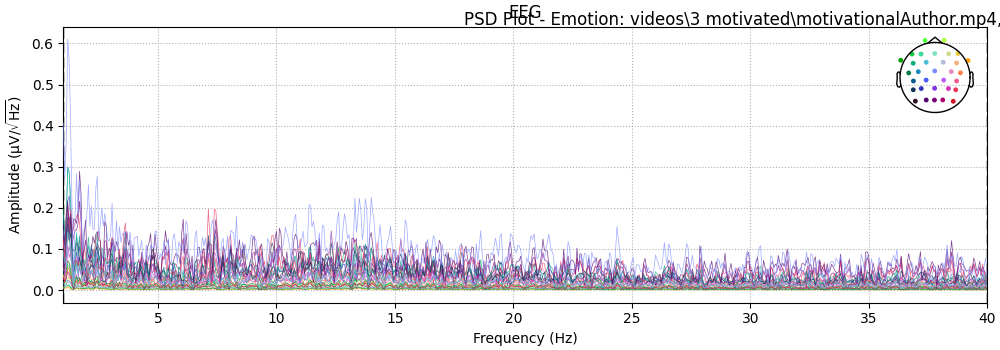 EEG
PSD Plot - Emotion: videos\3 motivated\motivationalAuthor.mp4,
Amplitude (µV/√Hz)
0.6
0.5
0.4
0.3
0.2
0.1
0.0
5 10 15 20 25 30 35 40
Frequency (Hz)